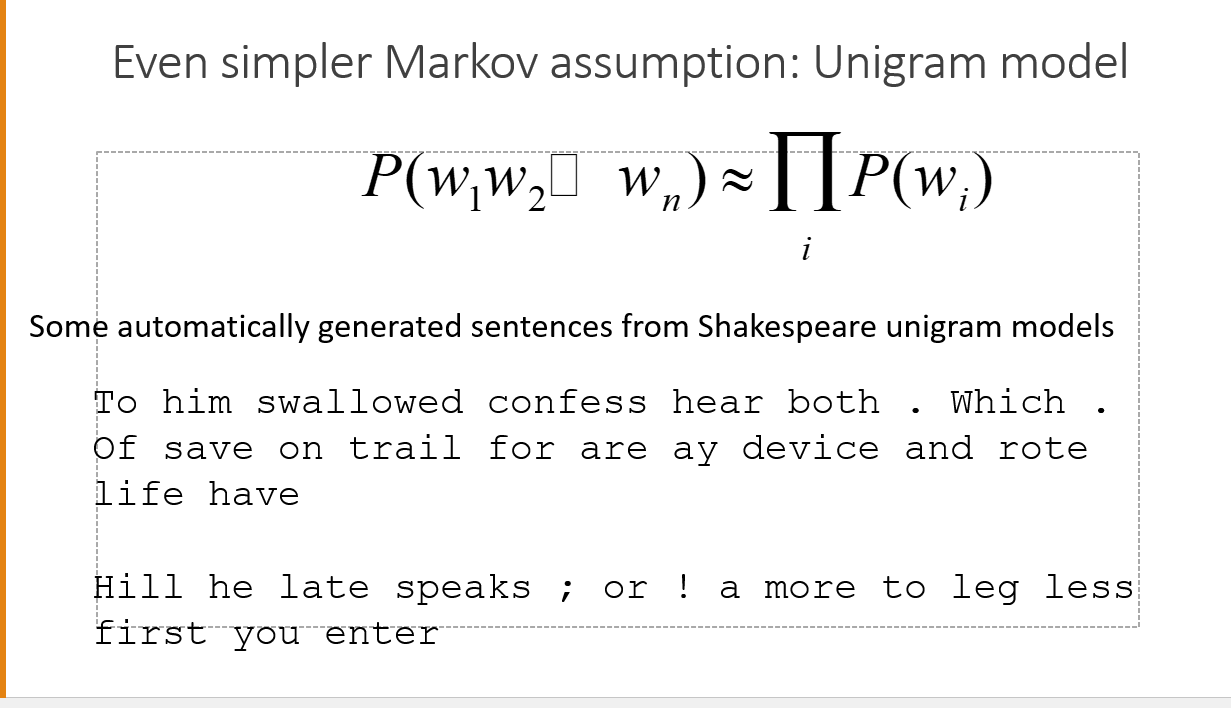 Even simpler Markov assumption: Unigram model
P(w₁w₂□ wₙ) ≈ ∏ P(wᵢ)
i
Some automatically generated sentences from Shakespeare unigram models
To him swallowed confess hear both . Which .
Of save on trail for are ay device and rote
life have
Hill he late speaks ; or ! a more to leg less
first you enter